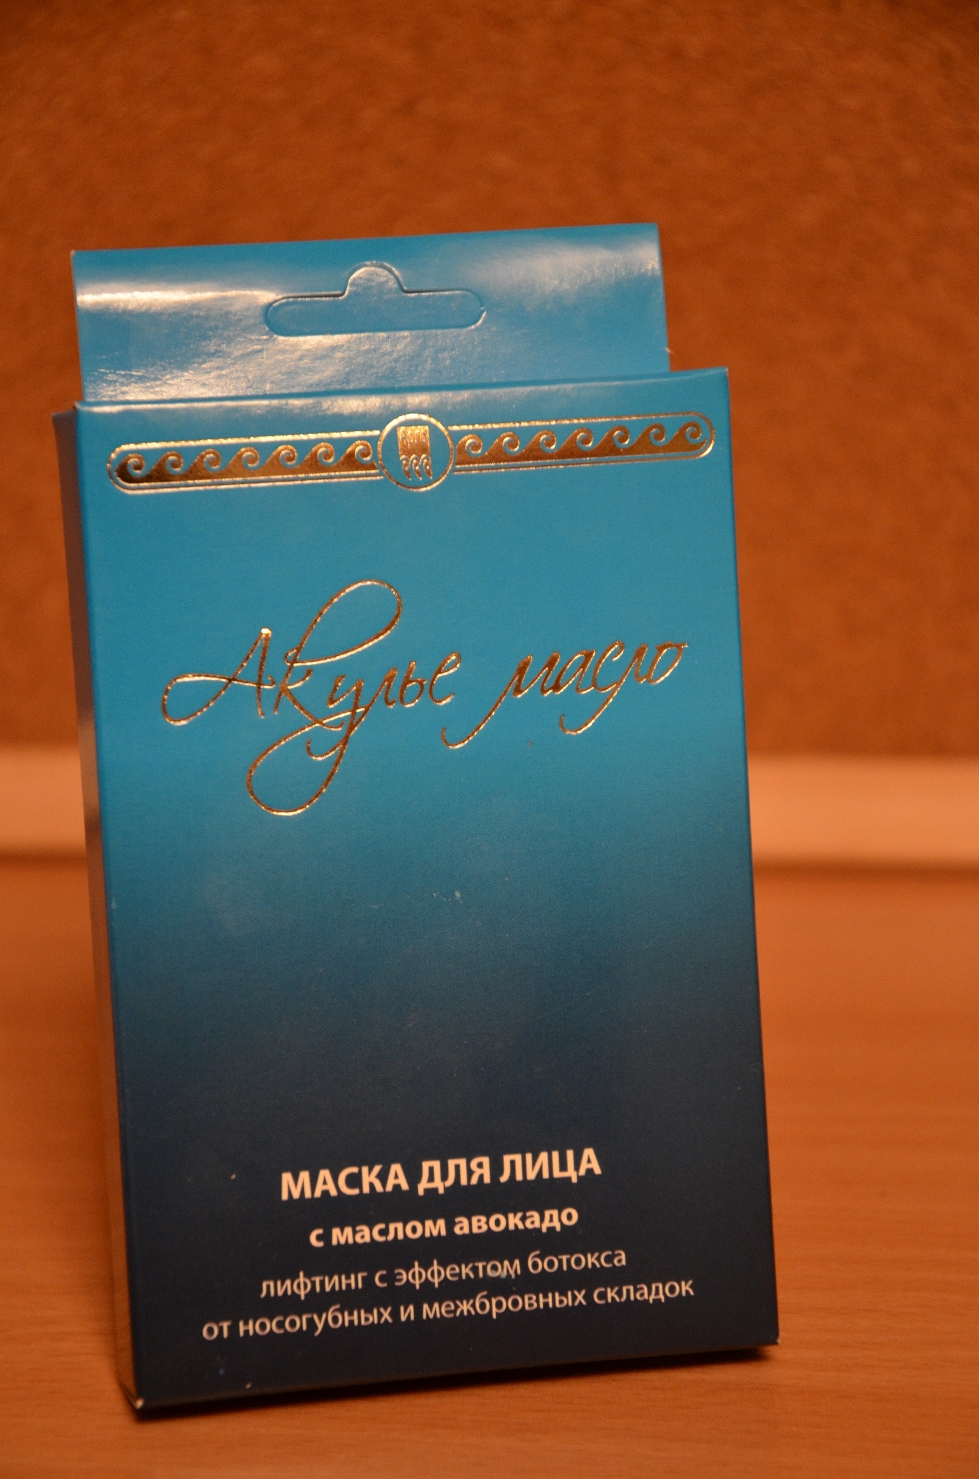 Акулье масло
МАСКА ДЛЯ ЛИЦА
с маслом авокадо
лифтинг с эффектом ботокса
от носогубных и межбровных складок